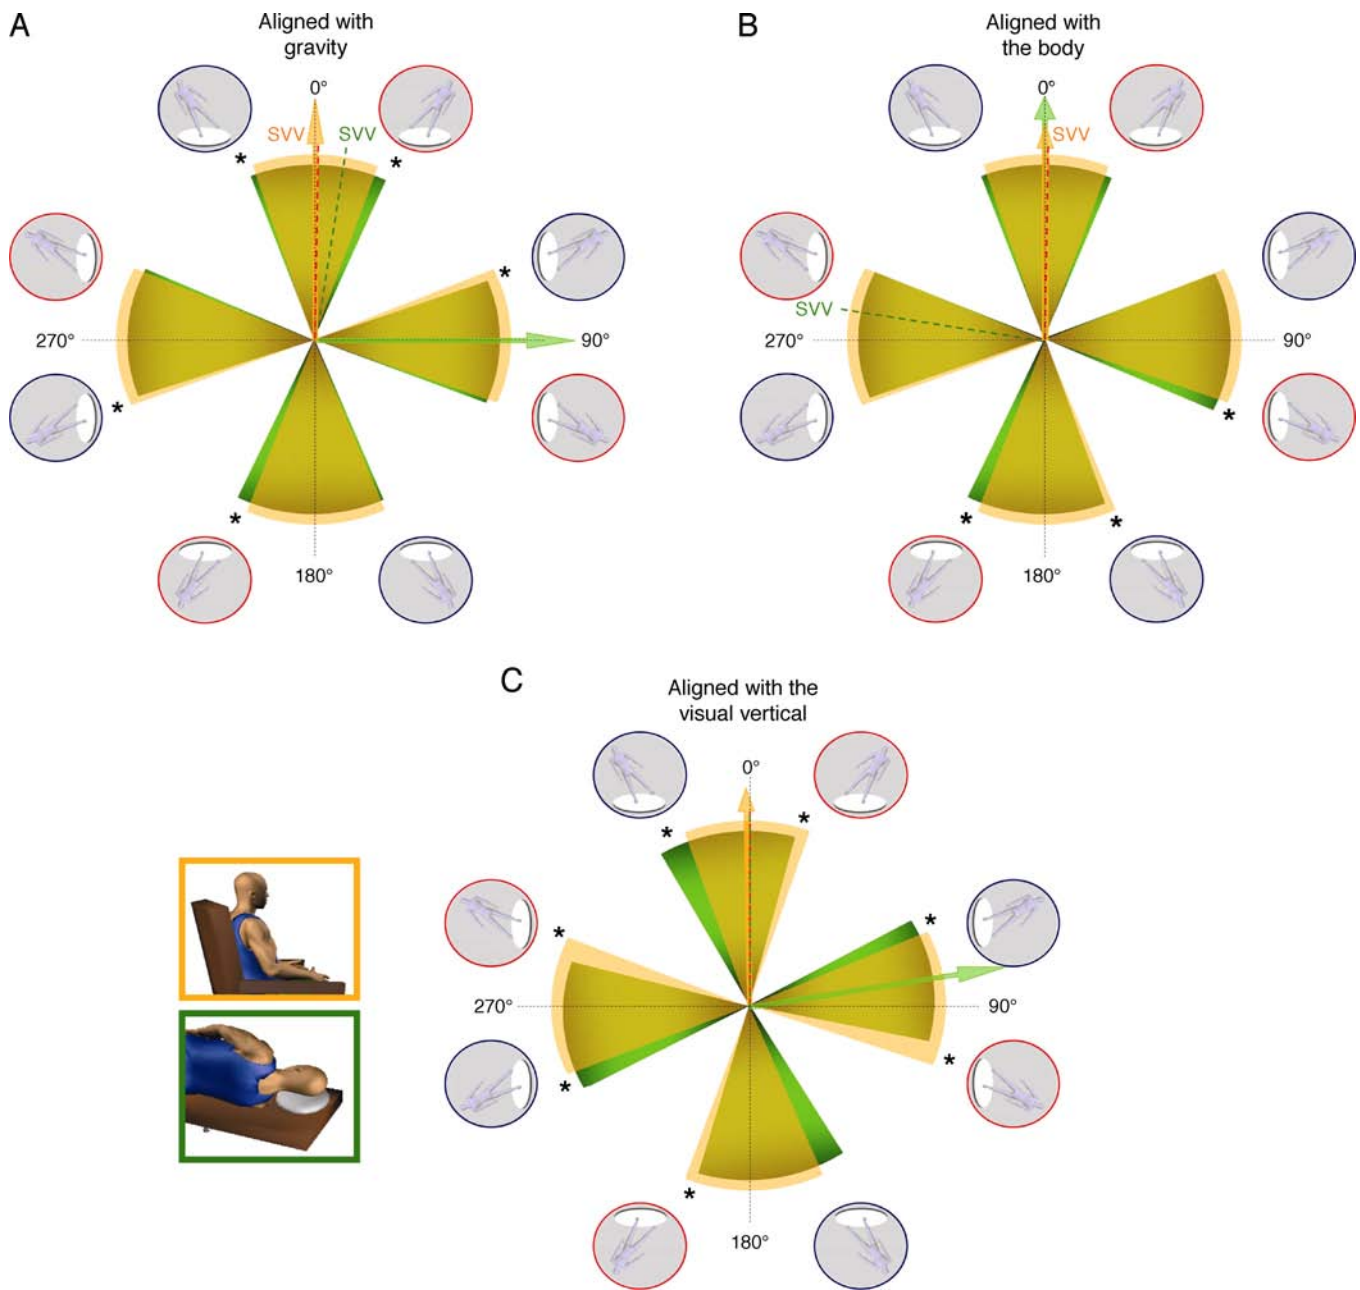 A
Aligned with
gravity
0°
SVV
SVV
*
*
*
270°
90°
*
*
180°
B
Aligned with
the body
0°
SVV
SVV
270°
90°
*
*
*
180°
C
Aligned with the
visual vertical
0°
*
*
*
*
270°
90°
*
*
*
180°